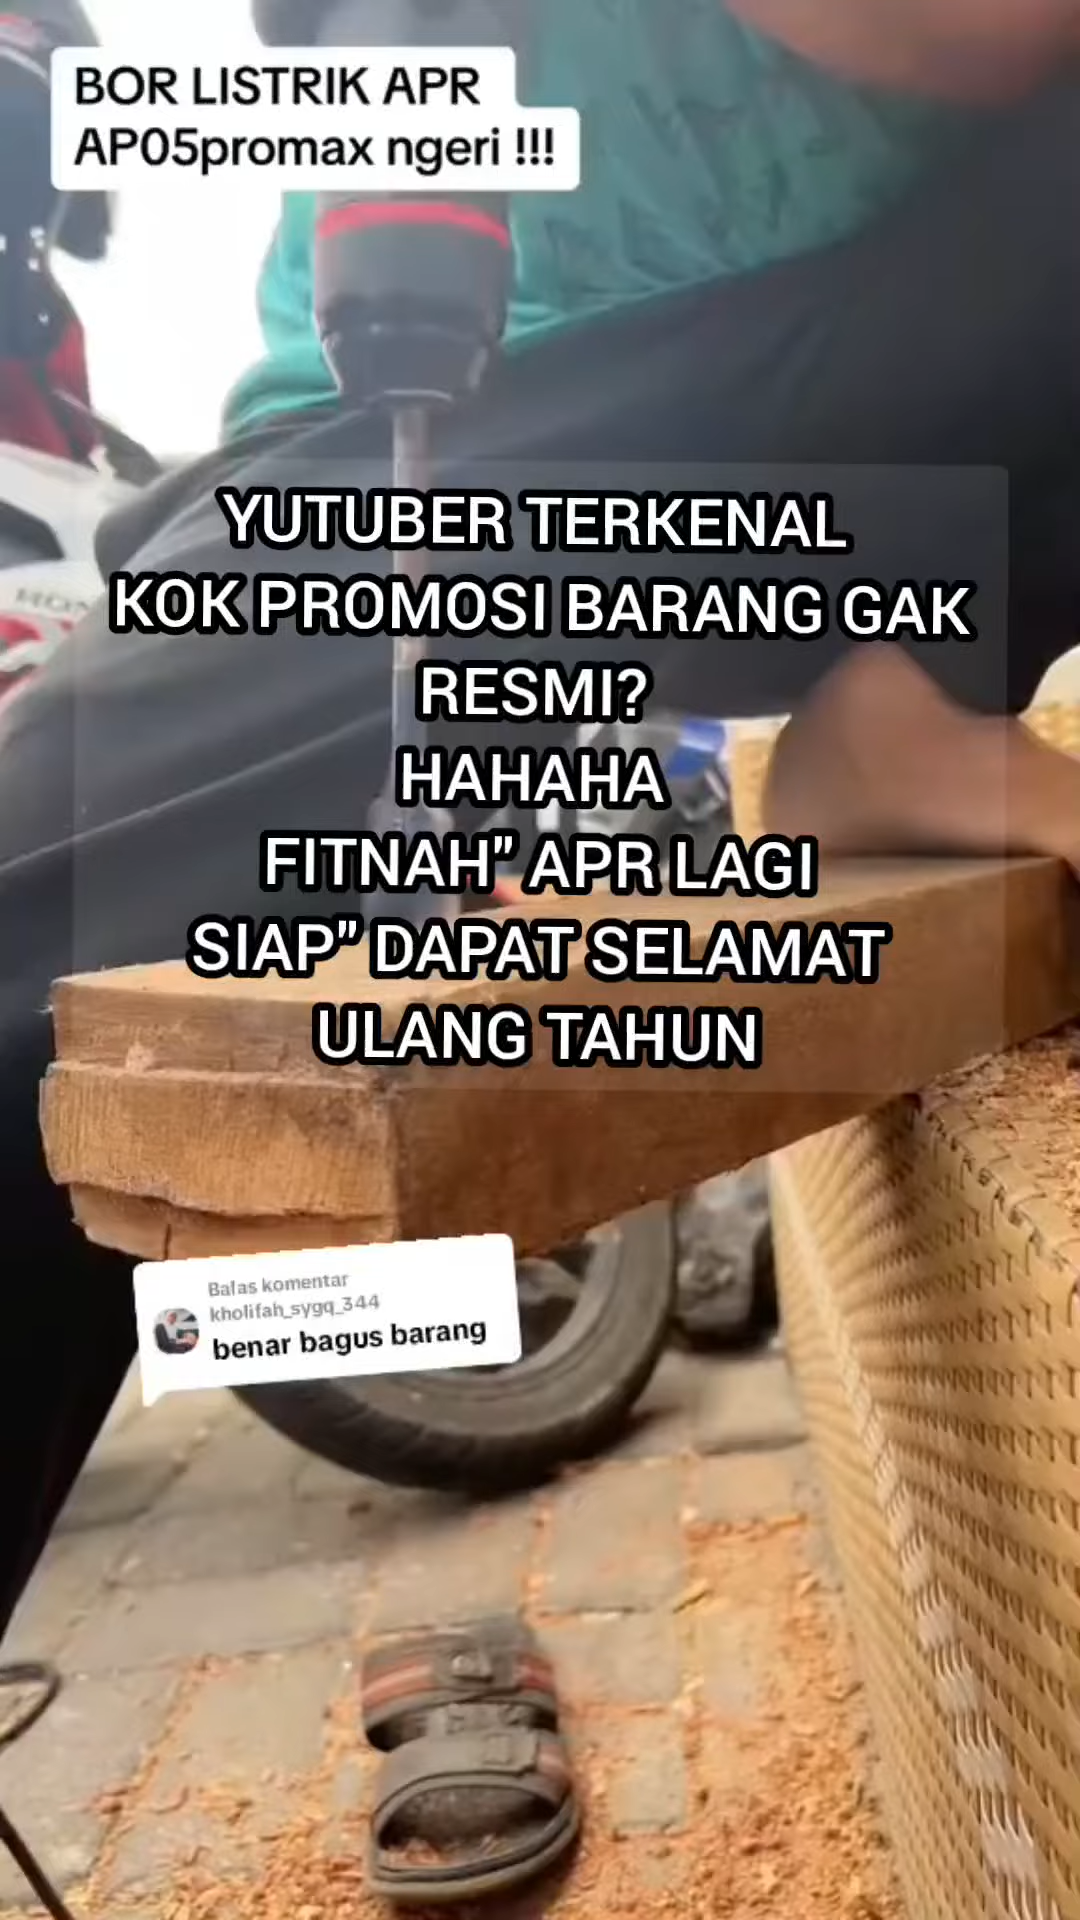 BOR LISTRIK APR
AP05promax ngeri !!!
YUTUBER TERKENAL
KOK PROMOSI BARANG GAK
RESMI?
HAHAHA
FITNAH" APR LAGI
SIAP" DAPAT SELAMAT
ULANG TAHUN
Balas komentar
kholifah_sygq_344
benar bagus barang